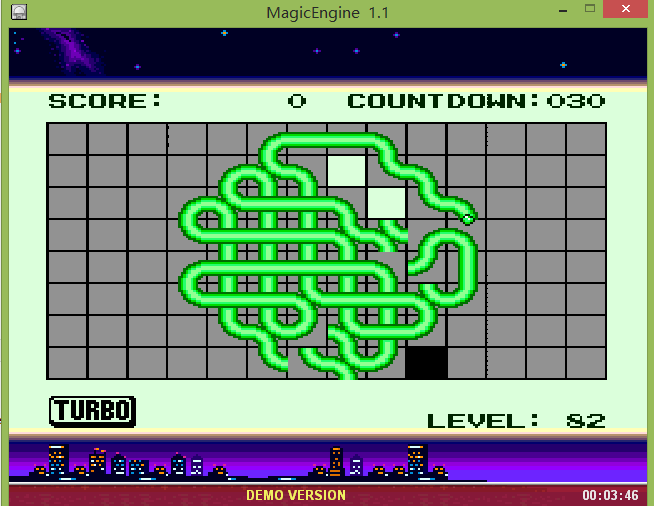 MagicEngine 1.1
SCORE: 0 COUNTDOWN:030
TURBO
LEVEL: 82
DEMO VERSION 00:03:46